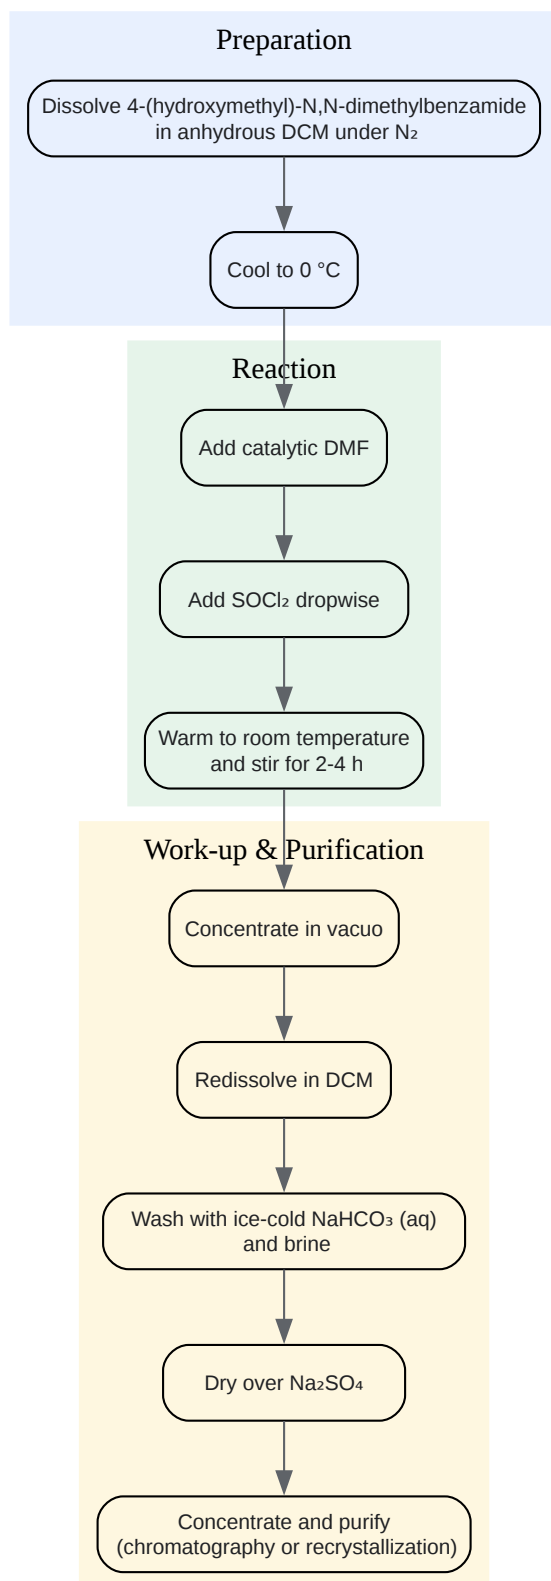 Preparation
Dissolve 4-(hydroxymethyl)-N,N-dimethylbenzamide
in anhydrous DCM under N₂
Cool to 0 °C
Reaction
Add catalytic DMF
Add SOCl₂ dropwise
Warm to room temperature
and stir for 2-4 h
Work-up & Purification
Concentrate in vacuo
Redissolve in DCM
Wash with ice-cold NaHCO₃ (aq)
and brine
Dry over Na₂SO₄
Concentrate and purify
(chromatography or recrystallization)